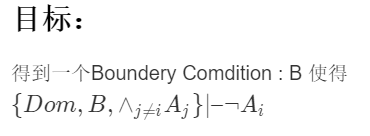 目标：
得到一个Boundery Comdition : B 使得
{Dom, B, ∧_{j≠i} A_j}|–¬A_i